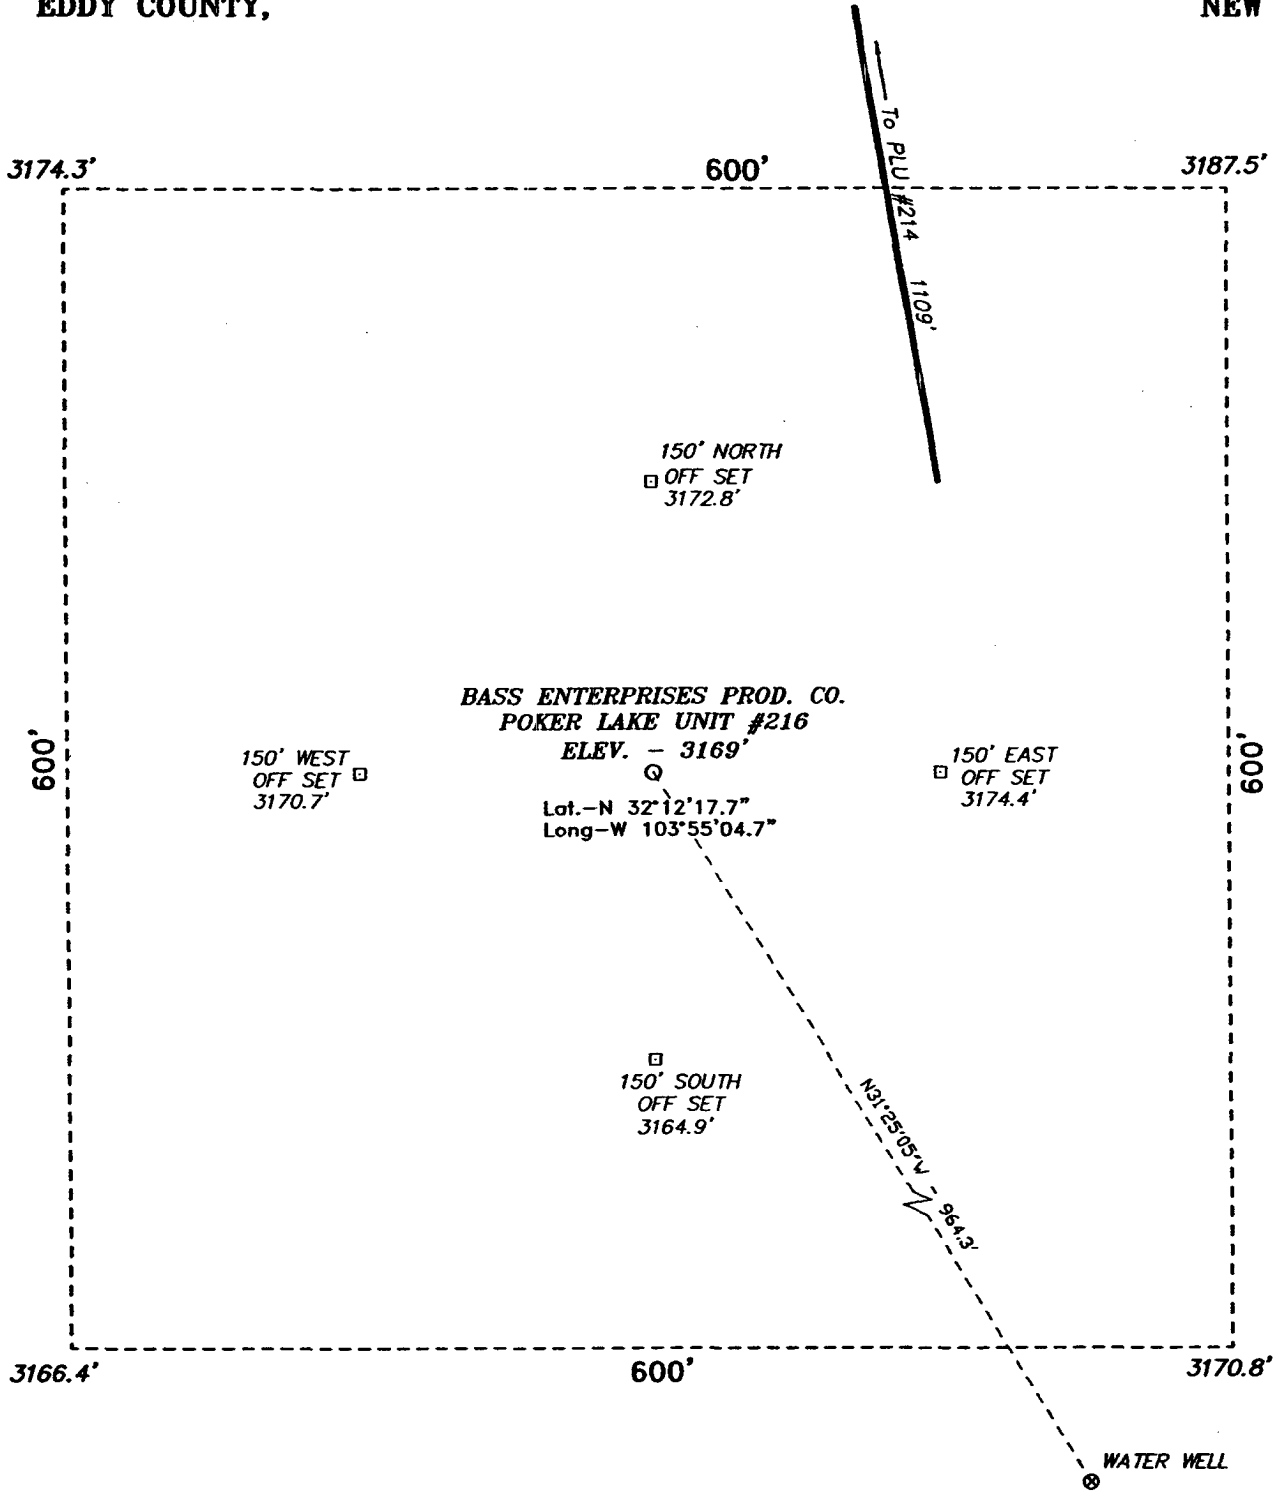 EDDY COUNTY,
NEW
To PLU #214 1109'
3174.3'
600'
3187.5'
150' NORTH
OFF SET
3172.8'
BASS ENTERPRISES PROD. CO.
POKER LAKE UNIT #216
ELEV. - 3169'
600'
150' WEST
OFF SET
3170.7'
150' EAST
OFF SET
3174.4'
600'
Lat.-N 32°12'17.7"
Long-W 103°55'04.7"
150' SOUTH
OFF SET
3164.9'
N31°25'05"W - 964.3'
3166.4'
600'
3170.8'
WATER WELL